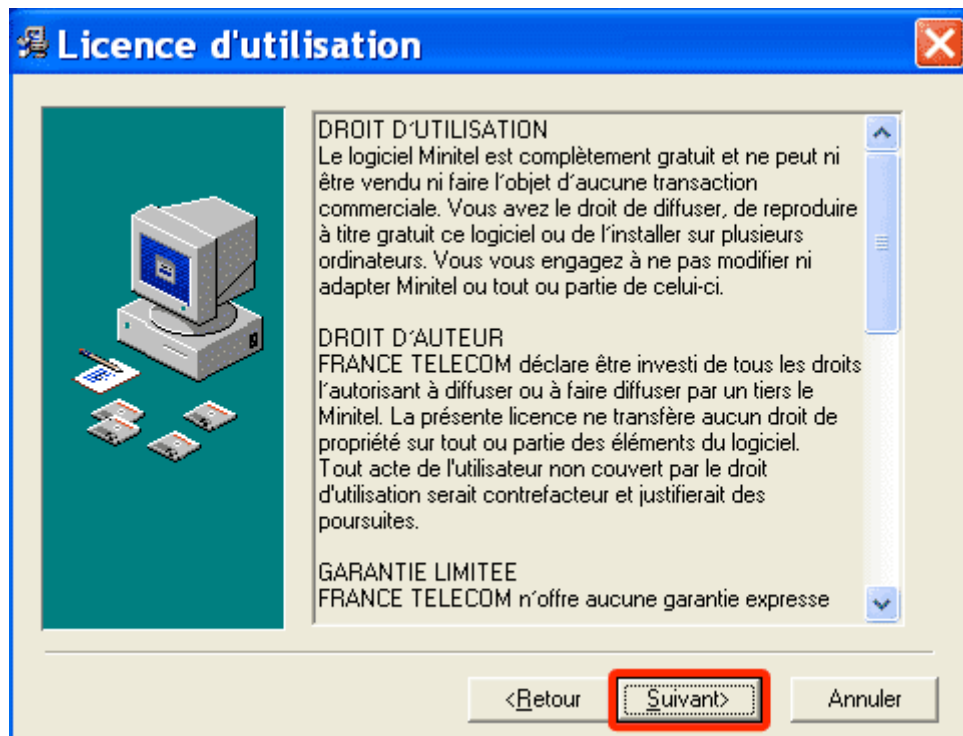 Licence d'utilisation
DROIT D´UTILISATION
Le logiciel Minitel est complètement gratuit et ne peut ni
être vendu ni faire l´objet d´aucune transaction
commerciale. Vous avez le droit de diffuser, de reproduire
à titre gratuit ce logiciel ou de l´installer sur plusieurs
ordinateurs. Vous vous engagez à ne pas modifier ni
adapter Minitel ou tout ou partie de celui-ci.
DROIT D´AUTEUR
FRANCE TELECOM déclare être investi de tous les droits
l´autorisant à diffuser ou à faire diffuser par un tiers le
Minitel. La présente licence ne transfère aucun droit de
propriété sur tout ou partie des éléments du logiciel.
Tout acte de l'utilisateur non couvert par le droit
d'utilisation serait contrefacteur et justifierait des
poursuites.
GARANTIE LIMITEE
FRANCE TELECOM n´offre aucune garantie expresse
<Retour Suivant> Annuler